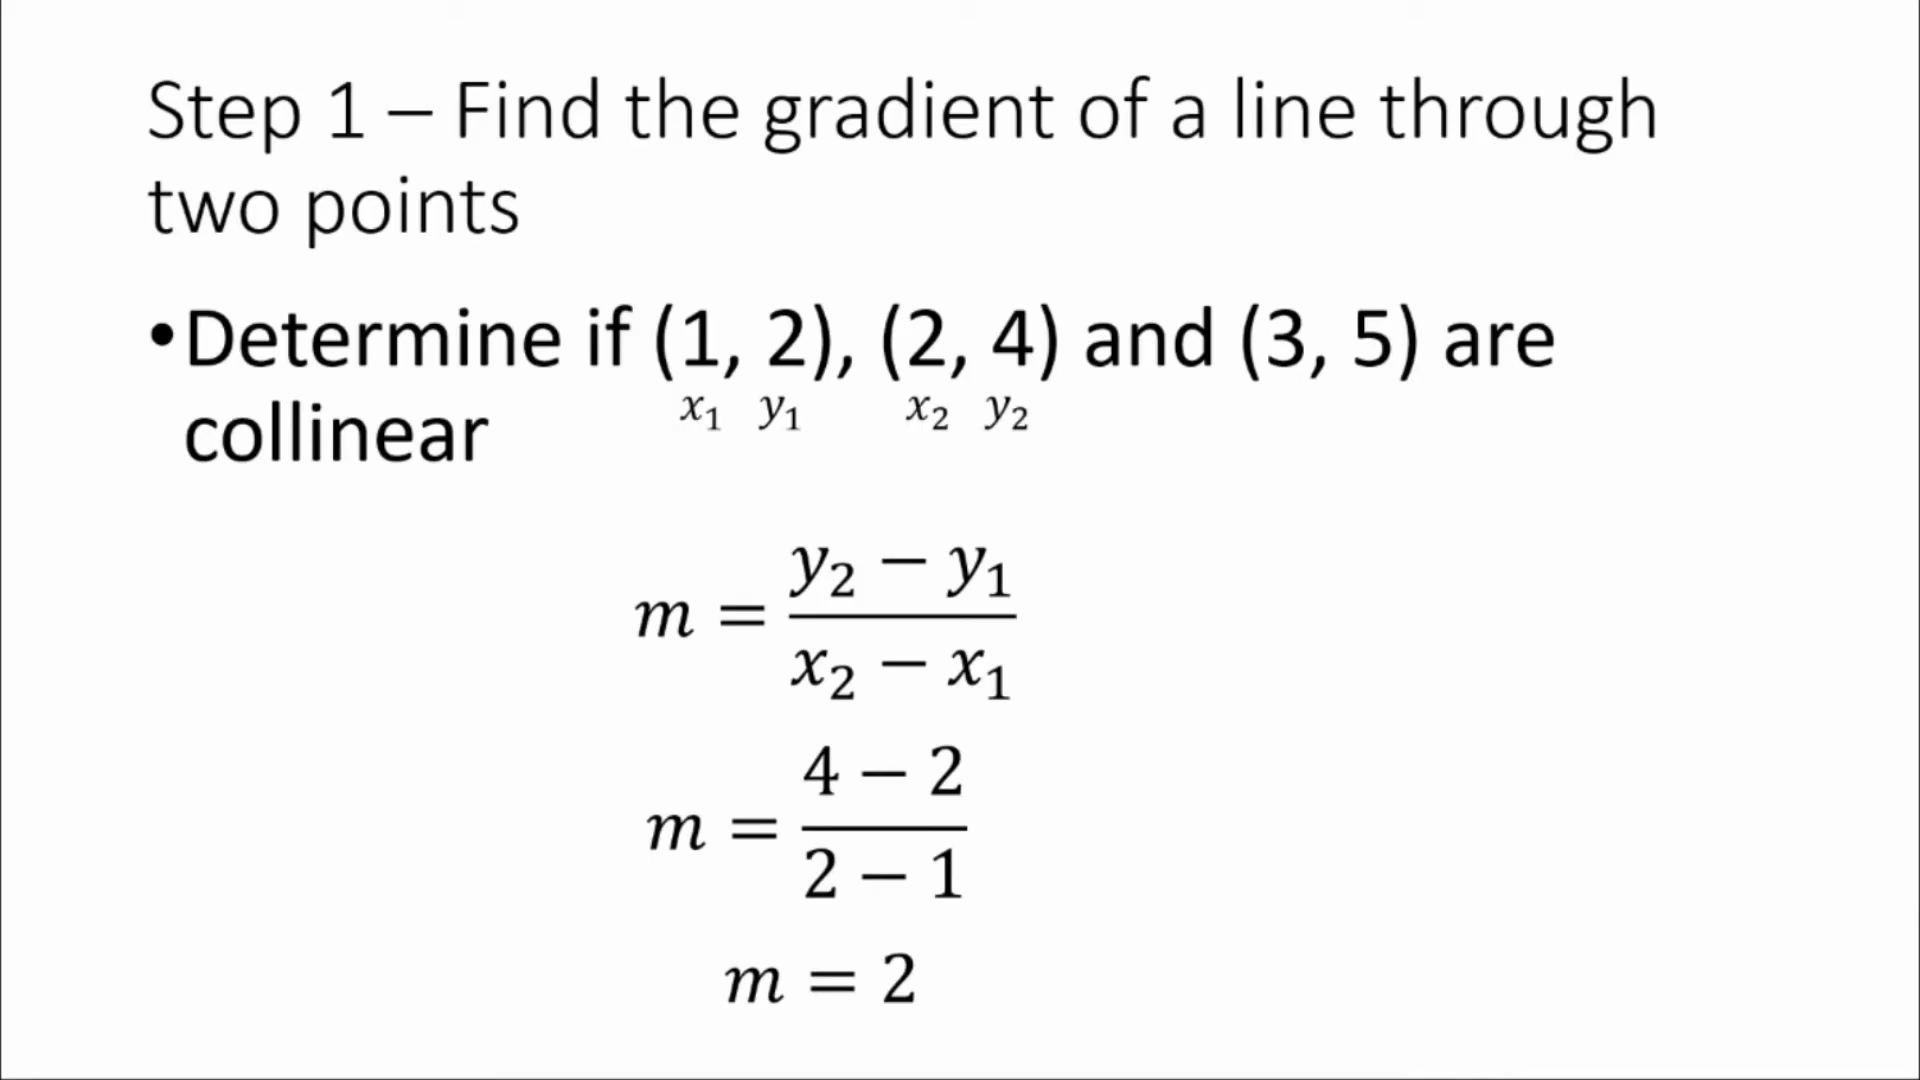 Step 1 – Find the gradient of a line through
two points
•Determine if (1, 2), (2, 4) and (3, 5) are
x₁ y₁ x₂ y₂
collinear
m = (y₂ − y₁)/(x₂ − x₁)
m = (4 − 2)/(2 − 1)
m = 2